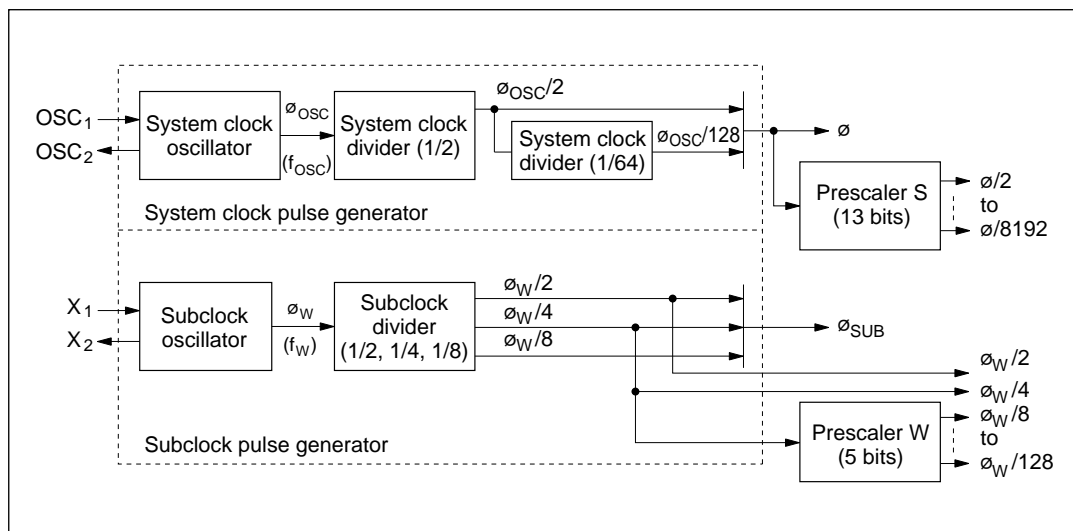 OSC1
OSC2
System clock
oscillator
øOSC
(fOSC)
System clock
divider (1/2)
øOSC/2
System clock
divider (1/64)
øOSC/128
ø
Prescaler S
(13 bits)
ø/2
to
ø/8192
System clock pulse generator
X1
X2
Subclock
oscillator
øW
(fW)
Subclock
divider
(1/2, 1/4, 1/8)
øW/2
øW/4
øW/8
øSUB
øW/2
øW/4
Prescaler W
(5 bits)
øW/8
to
øW/128
Subclock pulse generator